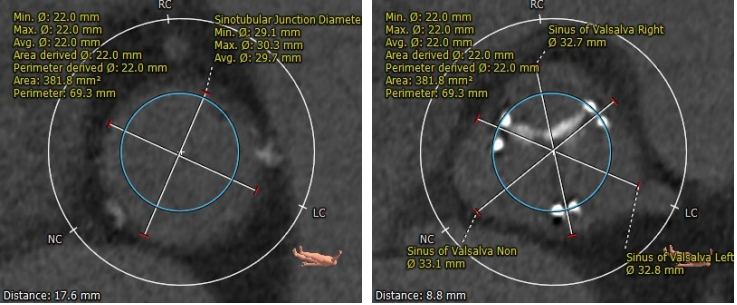 RC
Min. Ø: 22.0 mm
Max. Ø: 22.0 mm
Avg. Ø: 22.0 mm
Area derived Ø: 22.0 mm
Perimeter derived Ø: 22.0 mm
Area: 381.8 mm²
Perimeter: 69.3 mm
Sinotubular Junction Diamete
Min. Ø: 29.1 mm
Max. Ø: 30.3 mm
Avg. Ø: 29.7 mm
LC
NC
Distance: 17.6 mm
RC
Min. Ø: 22.0 mm
Max. Ø: 22.0 mm
Avg. Ø: 22.0 mm
Area derived Ø: 22.0 mm
Perimeter derived Ø: 22.0 mm
Area: 381.8 mm²
Perimeter: 69.3 mm
Sinus of Valsalva Right
Ø 32.7 mm
LC
NC
Sinus of Valsalva Non
Ø 33.1 mm
Sinus of Valsalva Left
Ø 32.8 mm
Distance: 8.8 mm